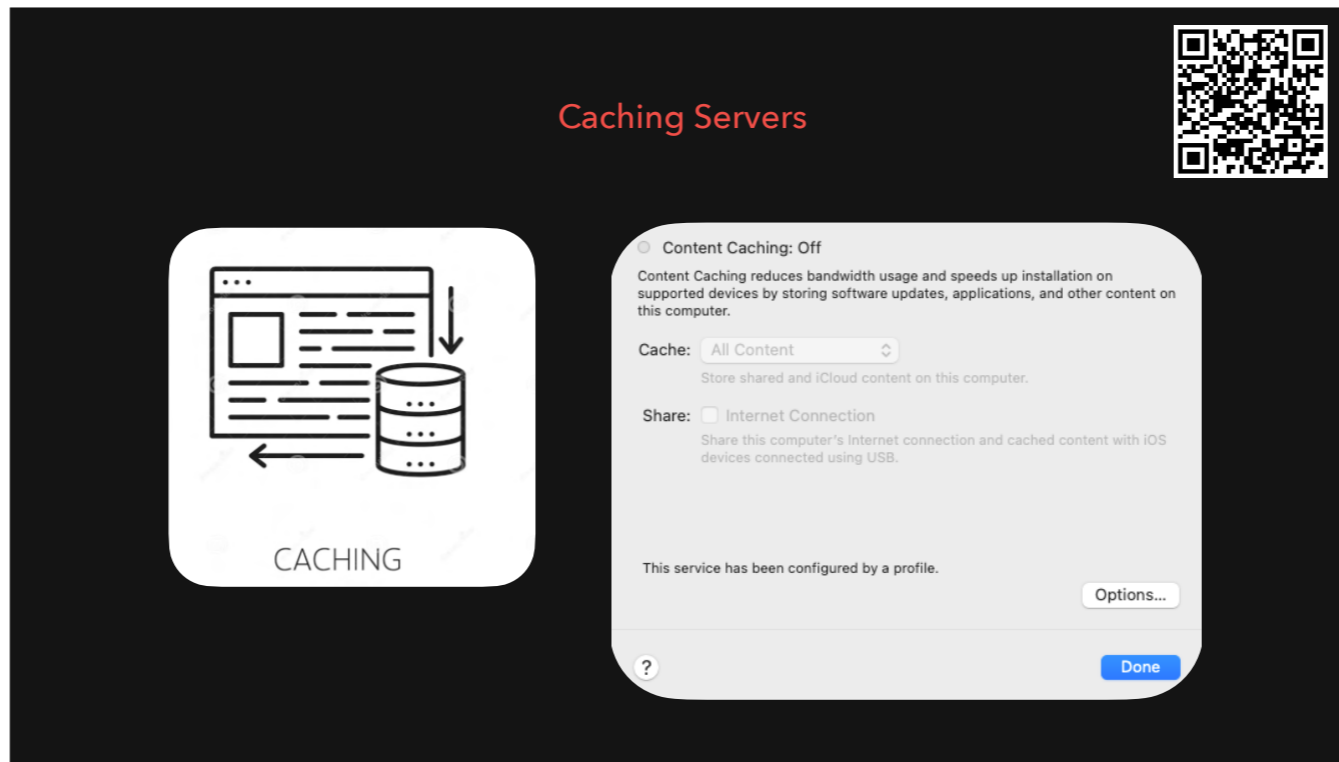 Caching Servers
CACHING
Content Caching: Off
Content Caching reduces bandwidth usage and speeds up installation on
supported devices by storing software updates, applications, and other content on
this computer.
Cache: All Content
Store shared and iCloud content on this computer.
Share: Internet Connection
Share this computer's Internet connection and cached content with iOS
devices connected using USB.
This service has been configured by a profile.
Options...
? Done